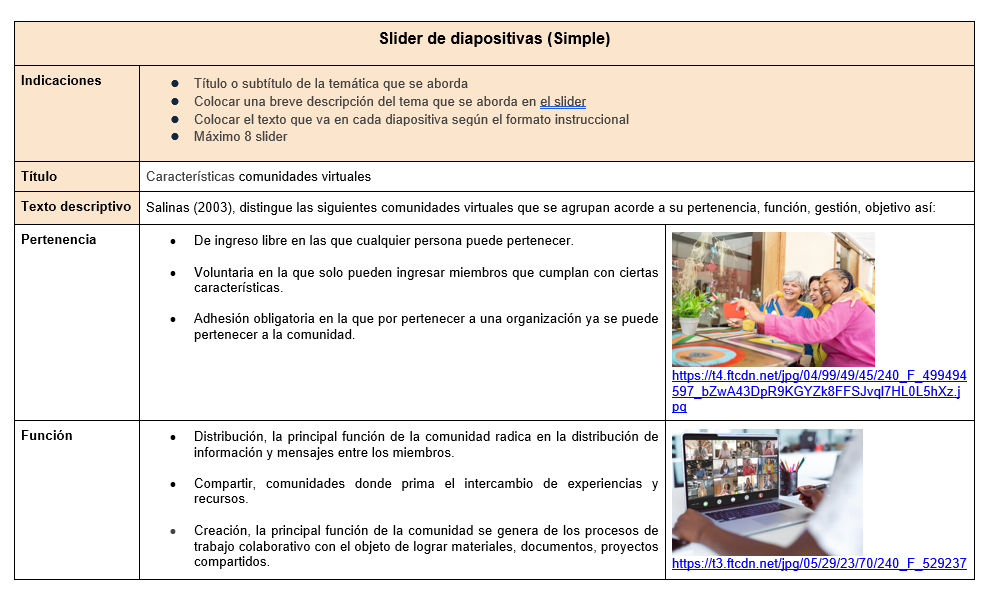 Slider de diapositivas (Simple)
Indicaciones
● Título o subtítulo de la temática que se aborda
● Colocar una breve descripción del tema que se aborda en el slider
● Colocar el texto que va en cada diapositiva según el formato instruccional
● Máximo 8 slider
Título
Características comunidades virtuales
Texto descriptivo
Salinas (2003), distingue las siguientes comunidades virtuales que se agrupan acorde a su pertenencia, función, gestión, objetivo así:
Pertenencia
• De ingreso libre en las que cualquier persona puede pertenecer.
• Voluntaria en la que solo pueden ingresar miembros que cumplan con ciertas
características.
• Adhesión obligatoria en la que por pertenecer a una organización ya se puede
pertenecer a la comunidad.
https://t4.ftcdn.net/jpg/04/99/49/45/240_F_499494
597_bZwA43DpR9KGYZk8FFSJvql7HL0L5hXz.j
pg
Función
• Distribución, la principal función de la comunidad radica en la distribución de
información y mensajes entre los miembros.
• Compartir, comunidades donde prima el intercambio de experiencias y
recursos.
• Creación, la principal función de la comunidad se genera de los procesos de
trabajo colaborativo con el objeto de lograr materiales, documentos, proyectos
compartidos.
https://t3.ftcdn.net/jpg/05/29/23/70/240_F_529237